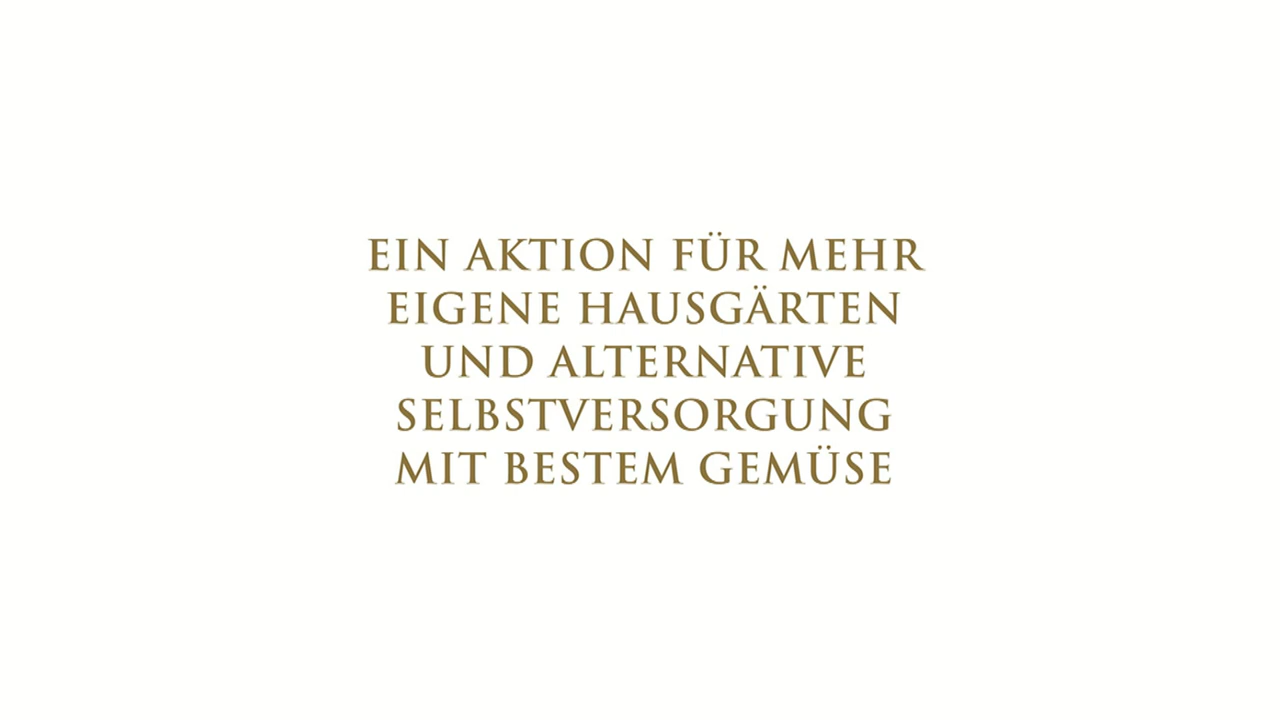 EIN AKTION FÜR MEHR
EIGENE HAUSGÄRTEN
UND ALTERNATIVE
SELBSTVERSORGUNG
MIT BESTEM GEMÜSE